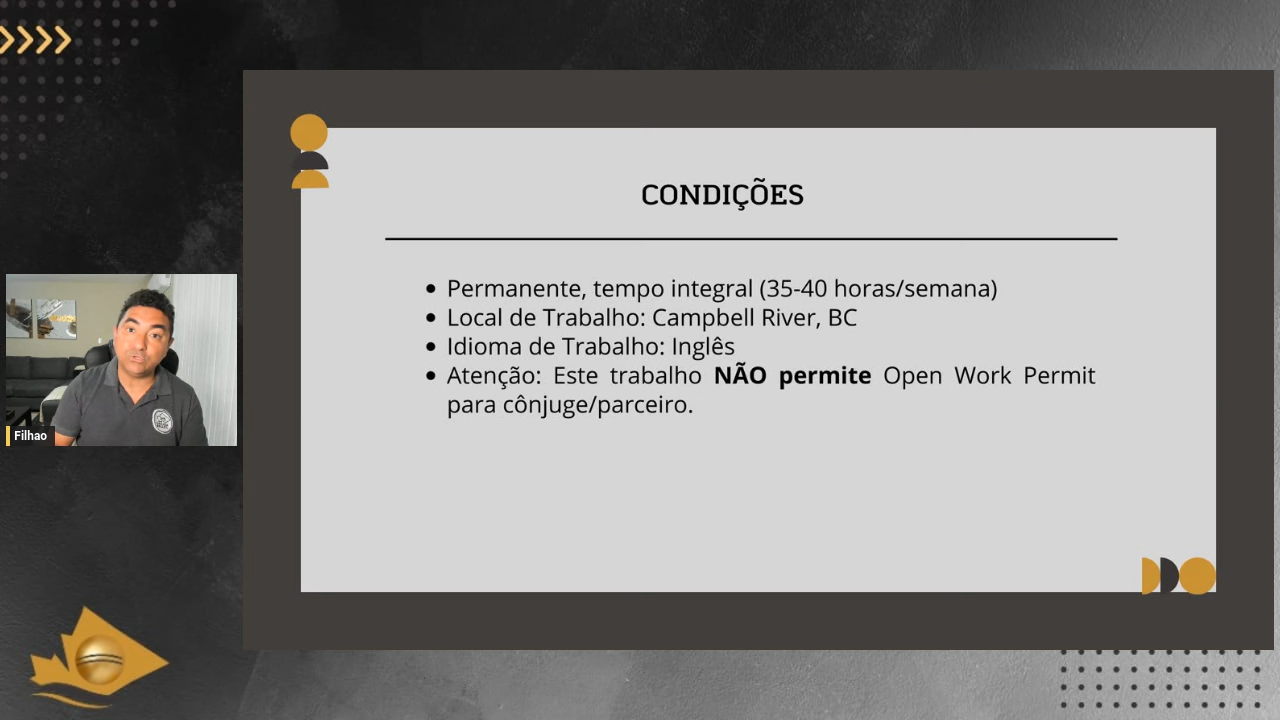 CONDIÇÕES
Permanente, tempo integral (35-40 horas/semana)
Local de Trabalho: Campbell River, BC
Idioma de Trabalho: Inglês
Atenção: Este trabalho NÃO permite Open Work Permit
para cônjuge/parceiro.
Filhao